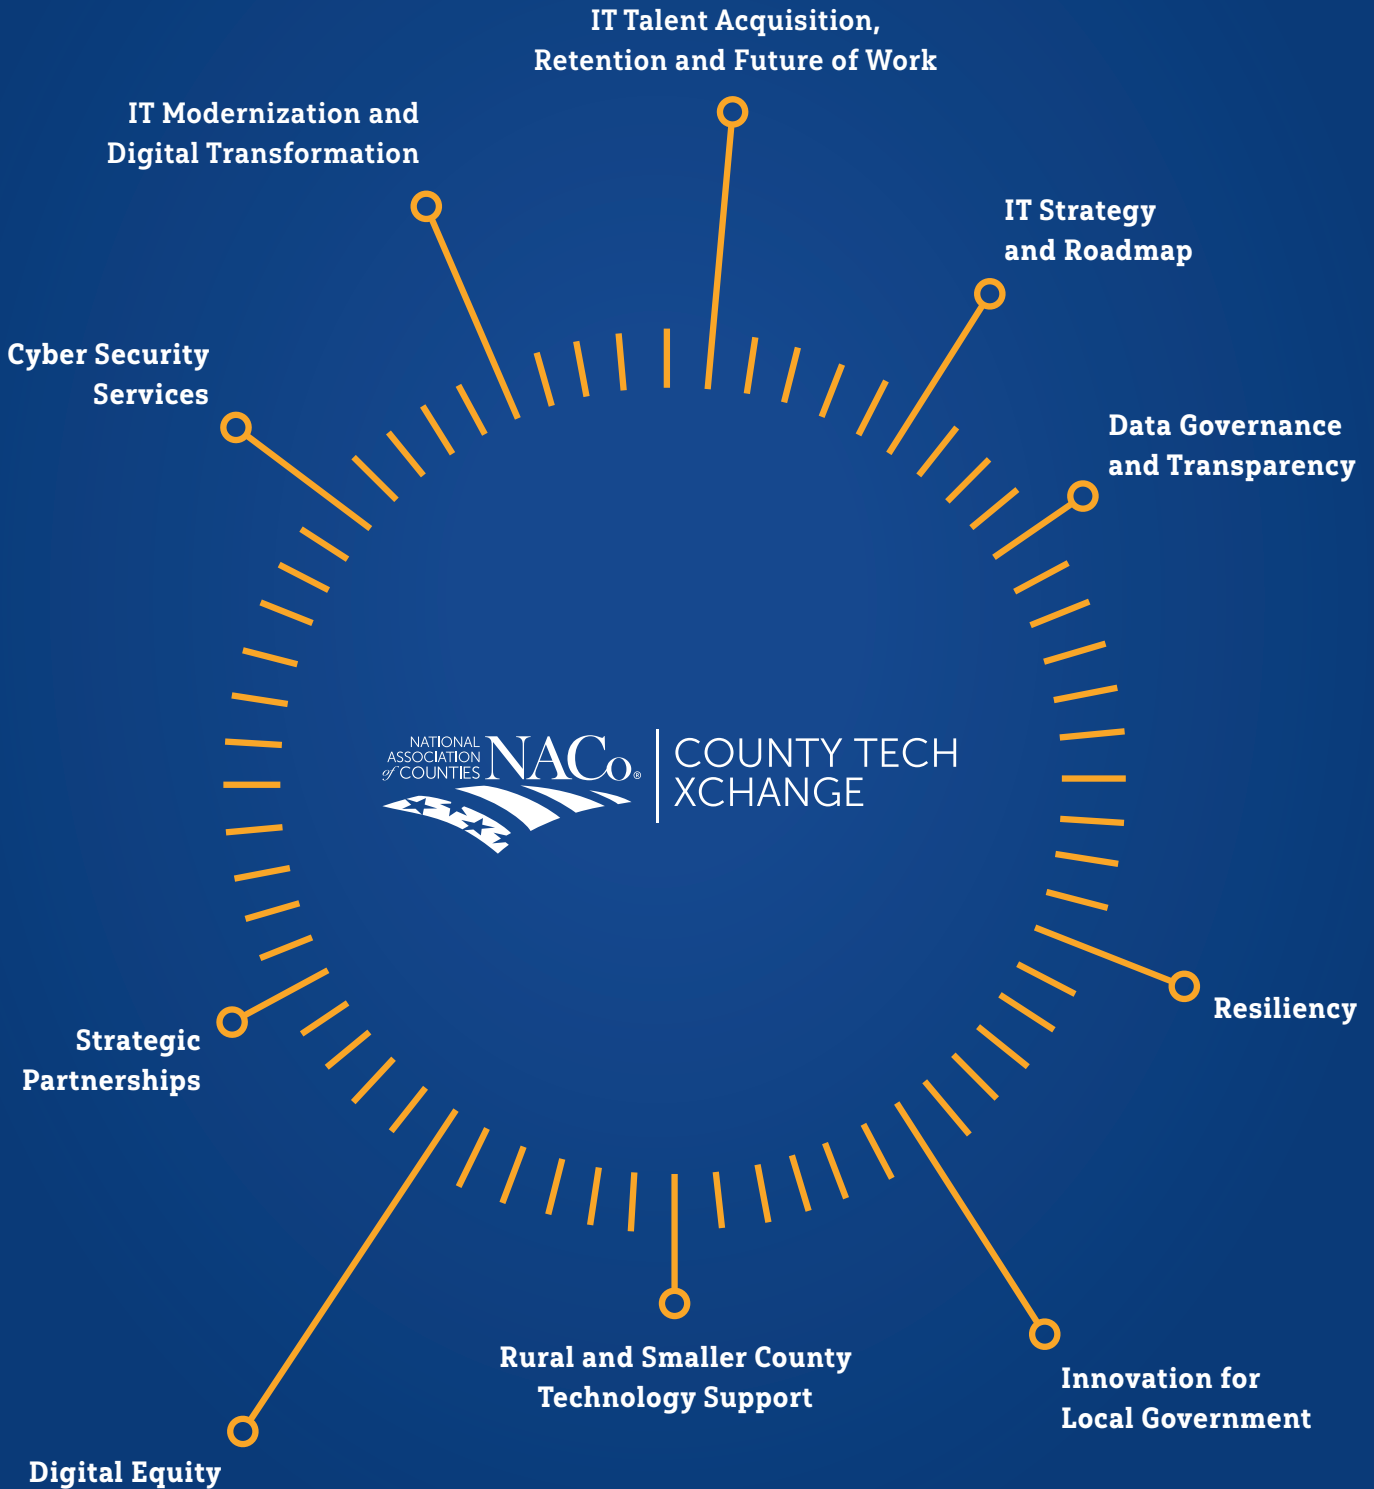 IT Talent Acquisition,
Retention and Future of Work
IT Modernization and
Digital Transformation
IT Strategy
and Roadmap
Cyber Security
Services
Data Governance
and Transparency
NATIONAL
ASSOCIATION
of COUNTIES
NACo®
COUNTY TECH
XCHANGE
Resiliency
Strategic
Partnerships
Rural and Smaller County
Technology Support
Innovation for
Local Government
Digital Equity